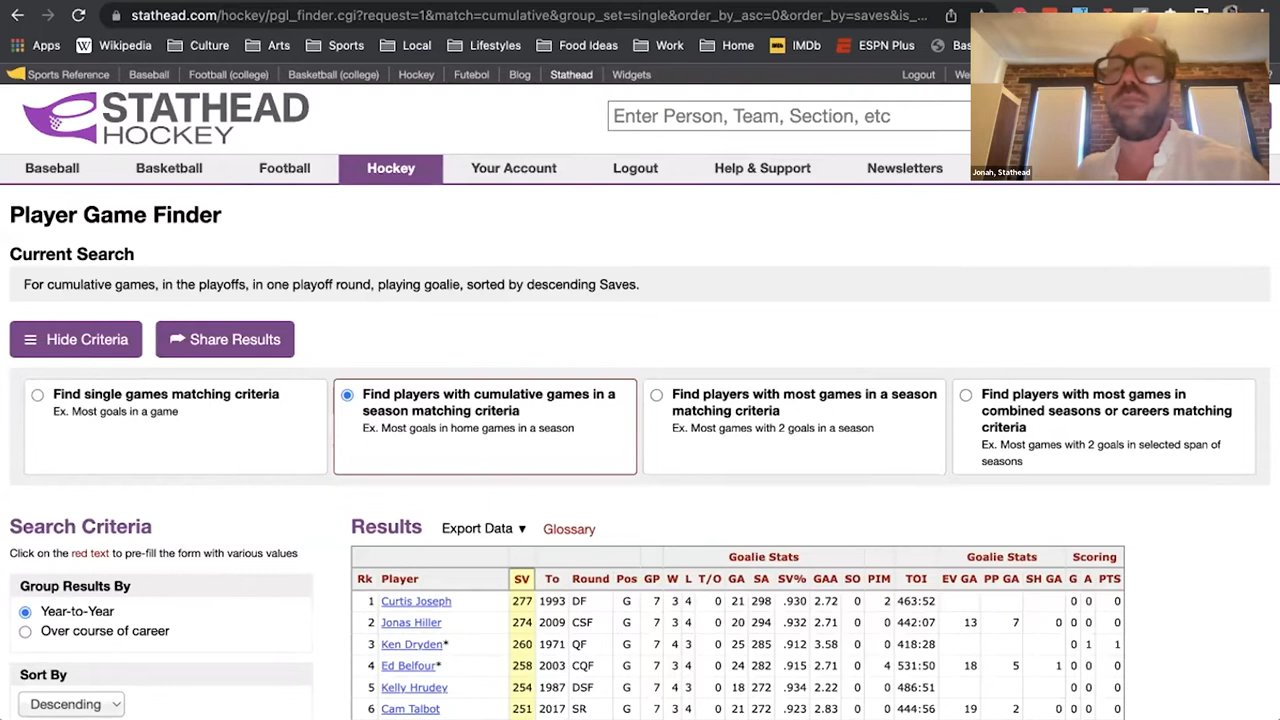 stathead.com/hockey/pgl_finder.cgi?request=1&match=cumulative&group_set=single&order_by_asc=0&order_by=saves&is_...
Apps Wikipedia Culture Arts Sports Local Lifestyles Food Ideas Work Home IMDb ESPN Plus
Sports Reference Baseball Football (college) Basketball (college) Hockey Futebol Blog Stathead Widgets Logout
STATHEAD
HOCKEY
Enter Person, Team, Section, etc
Jonah, Stathead
Baseball Basketball Football Hockey Your Account Logout Help & Support Newsletters
Player Game Finder
Current Search
For cumulative games, in the playoffs, in one playoff round, playing goalie, sorted by descending Saves.
Hide Criteria Share Results
Find single games matching criteria
Ex. Most goals in a game
Find players with cumulative games in a
season matching criteria
Ex. Most goals in home games in a season
Find players with most games in a season
matching criteria
Ex. Most games with 2 goals in a season
Find players with most games in
combined seasons or careers matching
criteria
Ex. Most games with 2 goals in selected span of
seasons
Search Criteria
Click on the red text to pre-fill the form with various values
Group Results By
Year-to-Year
Over course of career
Sort By
Descending
Results Export Data ▼ Glossary
Goalie Stats Goalie Stats Scoring
Rk Player SV To Round Pos GP W L T/O GA SA SV% GAA SO PIM TOI EV GA PP GA SH GA G A PTS
1 Curtis Joseph 277 1993 DF G 7 3 4 0 21 298 .930 2.72 0 2 463:52 0 0 0
2 Jonas Hiller 274 2009 CSF G 7 3 4 0 20 294 .932 2.71 0 0 442:07 13 7 0 0 0 0
3 Ken Dryden* 260 1971 QF G 7 4 3 0 25 285 .912 3.58 0 0 418:28 0 1 1
4 Ed Belfour* 258 2003 CQF G 7 3 4 0 24 282 .915 2.71 0 4 531:50 18 5 1 0 0 0
5 Kelly Hrudey 254 1987 DSF G 7 4 3 0 18 272 .934 2.22 0 0 486:51 0 0 0
6 Cam Talbot 251 2017 SR G 7 3 4 0 21 272 .923 2.83 0 0 444:56 19 2 0 0 0 0